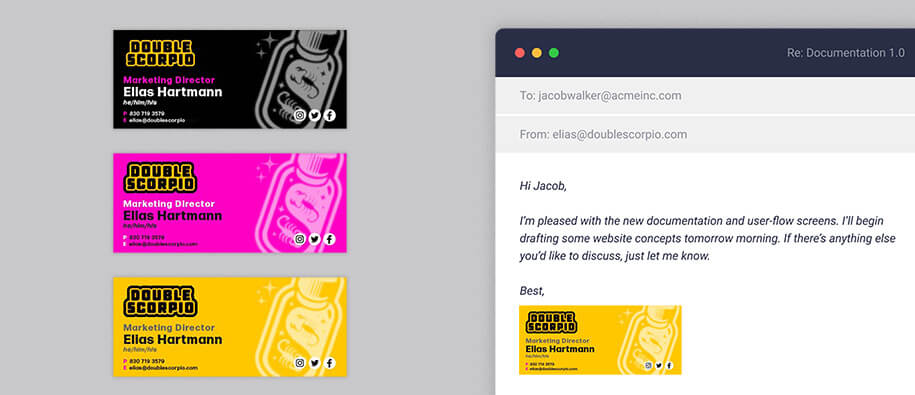 DOUBLE
SCORPIO
Marketing Director
Elias Hartmann
he/him/his
P 830 719 3579
E elias@doublescorpio
DOUBLE
SCORPIO
Marketing Director
Elias Hartmann
he/him/his
P 830 719 3579
E elias@doublescorpio.com
DOUBLE
SCORPIO
Marketing Director
Elias Hartmann
he/him/his
P 830 719 3579
E elias@doublescorpio.com
Re: Documentation 1.0
To: jacobwalker@acmeinc.com
From: elias@doublescorpio.com
Hi Jacob,
I'm pleased with the new documentation and user-flow screens. I'll begin
drafting some website concepts tomorrow morning. If there's anything else
you'd like to discuss, just let me know.
Best,
DOUBLE
SCORPIO
Marketing Director
Elias Hartmann
he/him/his
P 830 719 3579
E elias@doublescorpio.com